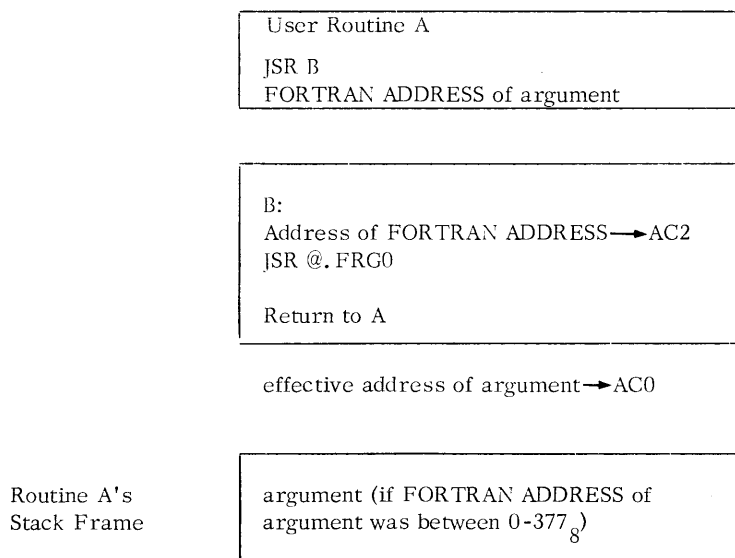 User Routine A
JSR B
FORTRAN ADDRESS of argument
B:
Address of FORTRAN ADDRESS→AC2
JSR @. FRG0
Return to A
effective address of argument→AC0
Routine A's
Stack Frame
argument (if FORTRAN ADDRESS of
argument was between 0-377₈)